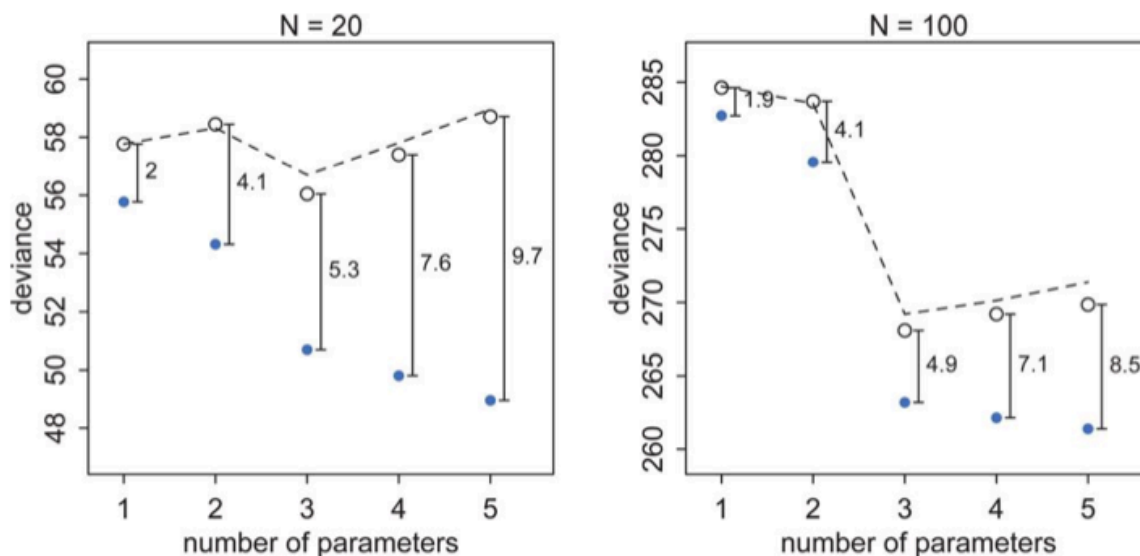 N = 20
60
58
56
54
52
50
48
deviance
2
4.1
5.3
7.6
9.7
1 2 3 4 5
number of parameters
N = 100
285
280
275
270
265
260
deviance
1.9
4.1
4.9
7.1
8.5
1 2 3 4 5
number of parameters